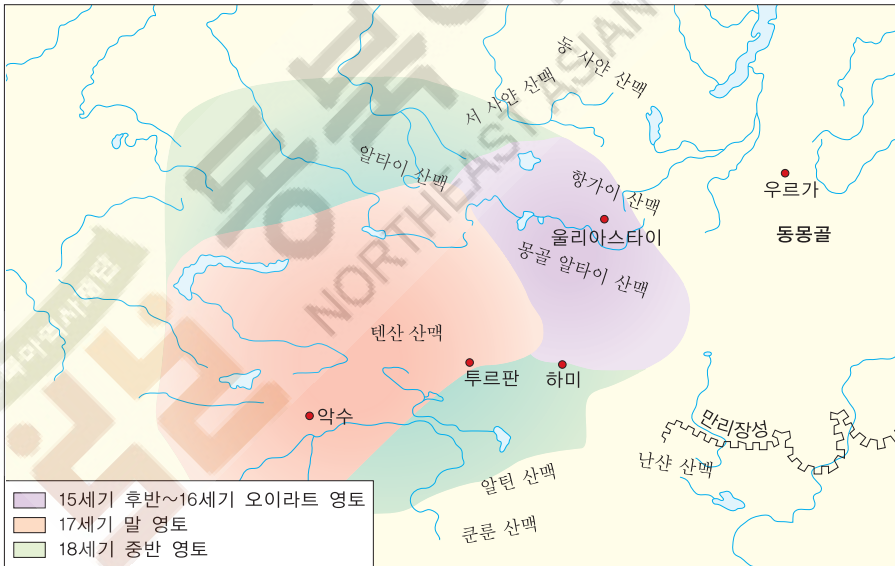 동 사얀 산맥
서 사얀 산맥
알타이 산맥
항가이 산맥
우르가
울리아스타이
동몽골
몽골 알타이 산맥
텐산 산맥
투르판
하미
악수
만리장성
난샨 산맥
알틴 산맥
쿤룬 산맥
15세기 후반~16세기 오이라트 영토
17세기 말 영토
18세기 중반 영토
동북아
NORTHEAST ASIAN